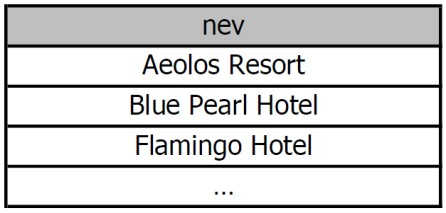 nev
Aeolos Resort
Blue Pearl Hotel
Flamingo Hotel
...